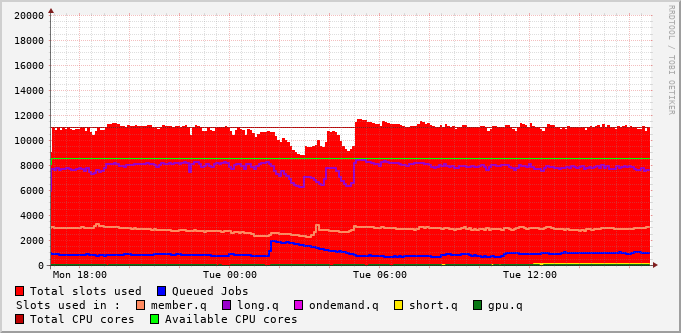 20000
18000
16000
14000
12000
10000
8000
6000
4000
2000
0
Mon 18:00 Tue 00:00 Tue 06:00 Tue 12:00
RRDTOOL / TOBI OETIKER
Total slots used Queued Jobs
Slots used in : member.q long.q ondemand.q short.q gpu.q
Total CPU cores Available CPU cores